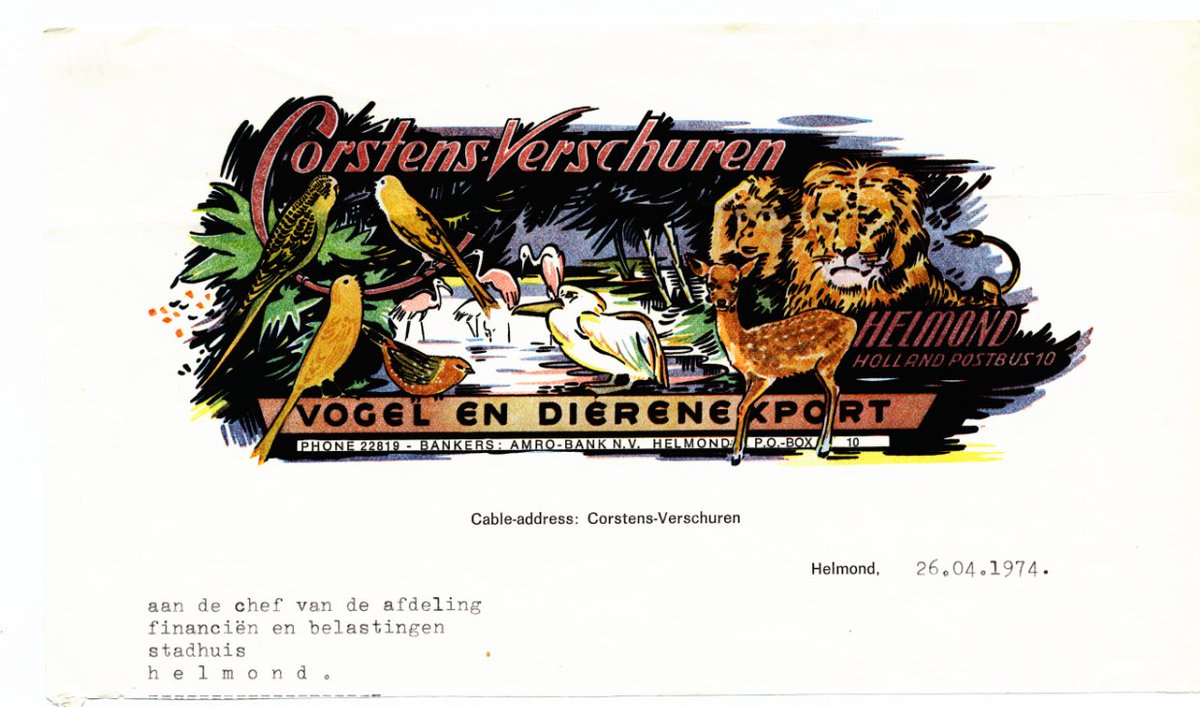 Corstens-Verschuren
HELMOND
HOLLAND POSTBUS 10
VOGEL EN DIERENEXPORT
PHONE 22819 - BANKERS: AMRO-BANK N.V. HELMOND - P.O.-BOX 10
Cable-address: Corstens-Verschuren
Helmond, 26.04.1974.
aan de chef van de afdeling
financiën en belastingen
stadhuis
h e l m o n d .